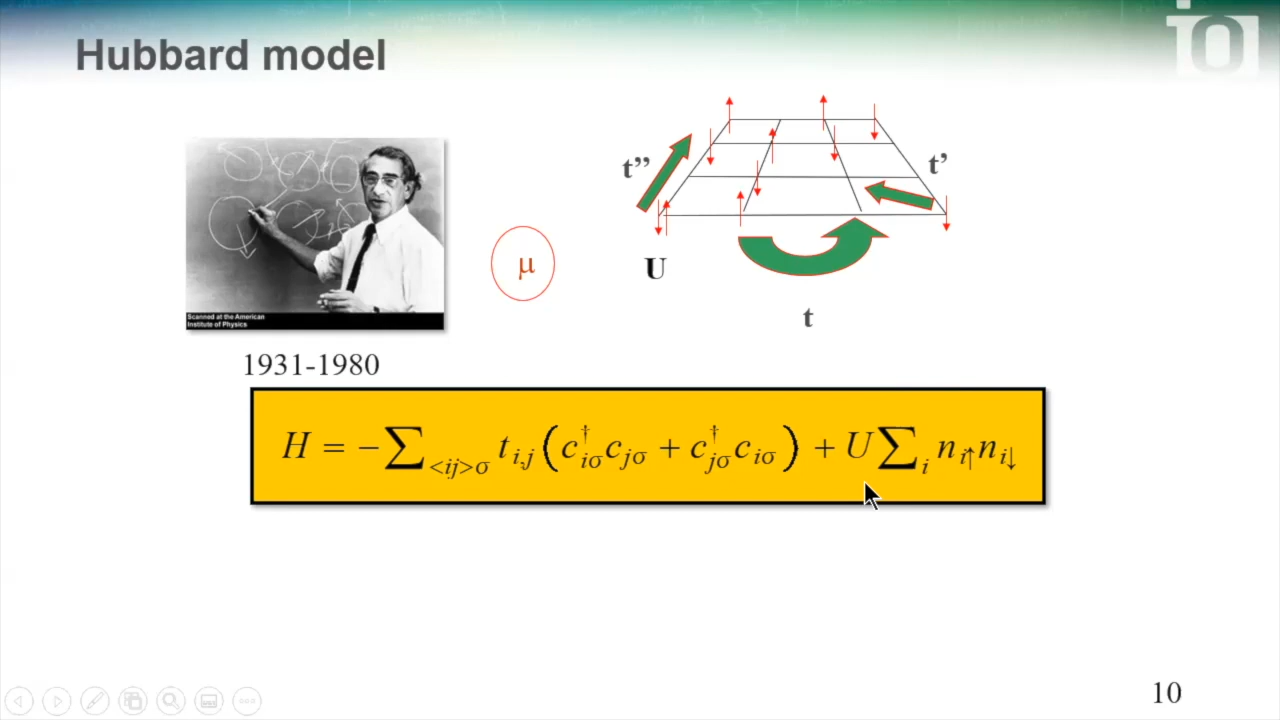 Hubbard model
t”
t’
μ
U
t
Scanned at the American
Institute of Physics
1931-1980
H = −∑<ij>σ tᵢ,ⱼ (c†iσ cjσ + c†jσ ciσ) + U∑ᵢ ni↑ ni↓
10